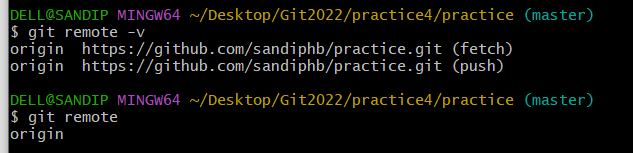 DELL@SANDIP MINGW64 ~/Desktop/Git2022/practice4/practice (master)
$ git remote -v
origin  https://github.com/sandiphb/practice.git (fetch)
origin  https://github.com/sandiphb/practice.git (push)
DELL@SANDIP MINGW64 ~/Desktop/Git2022/practice4/practice (master)
$ git remote
origin